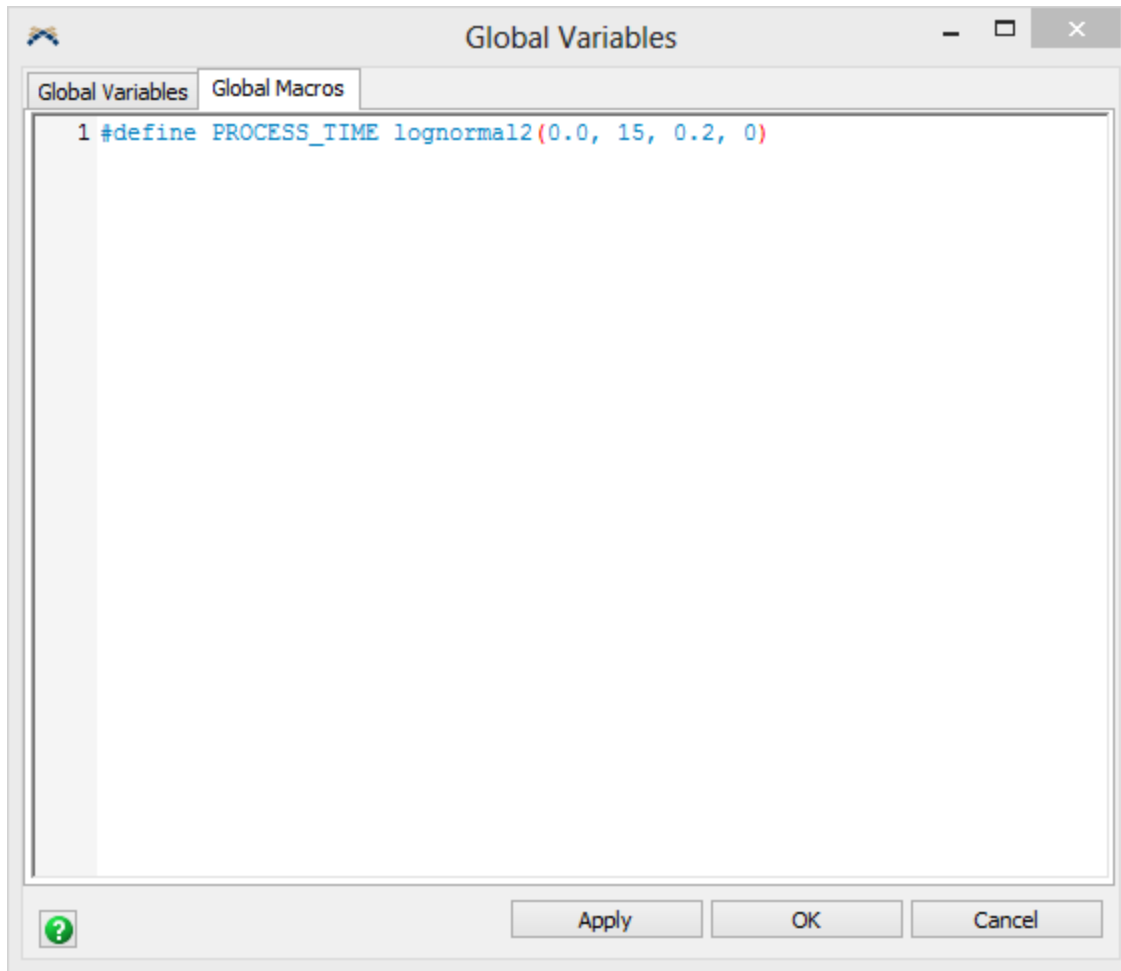 Global Variables
Global Variables Global Macros
1 #define PROCESS_TIME lognormal2(0.0, 15, 0.2, 0)
Apply OK Cancel